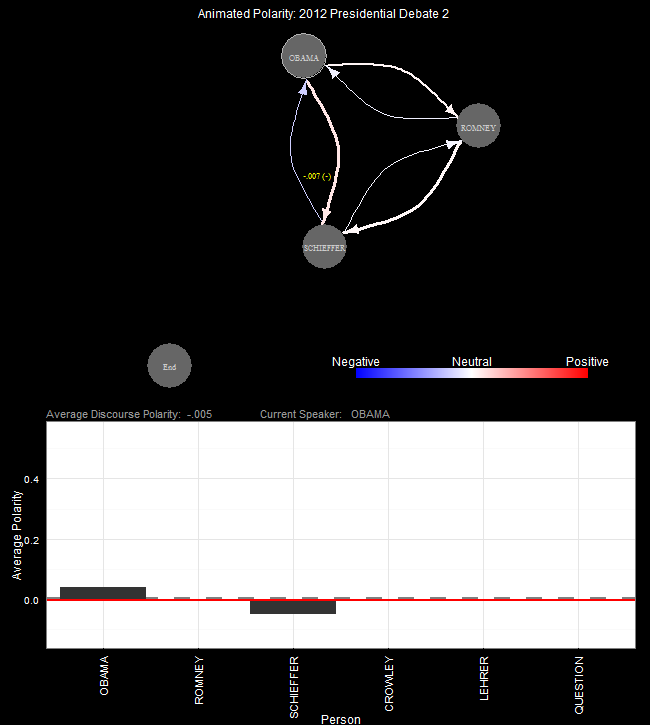 Animated Polarity: 2012 Presidential Debate 2
OBAMA
ROMNEY
-.007 (-)
SCHIEFFER
End
Negative Neutral Positive
Average Discourse Polarity: -.005 Current Speaker: OBAMA
Average Polarity
0.4
0.2
0.0
OBAMA
ROMNEY
SCHIEFFER
CROWLEY
LEHRER
QUESTION
Person